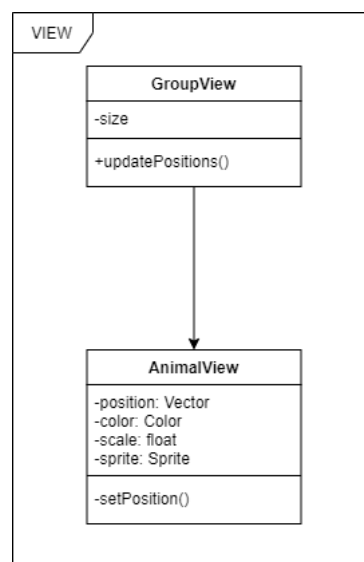 VIEW
GroupView
-size
+updatePositions()
AnimalView
-position: Vector
-color: Color
-scale: float
-sprite: Sprite
-setPosition()